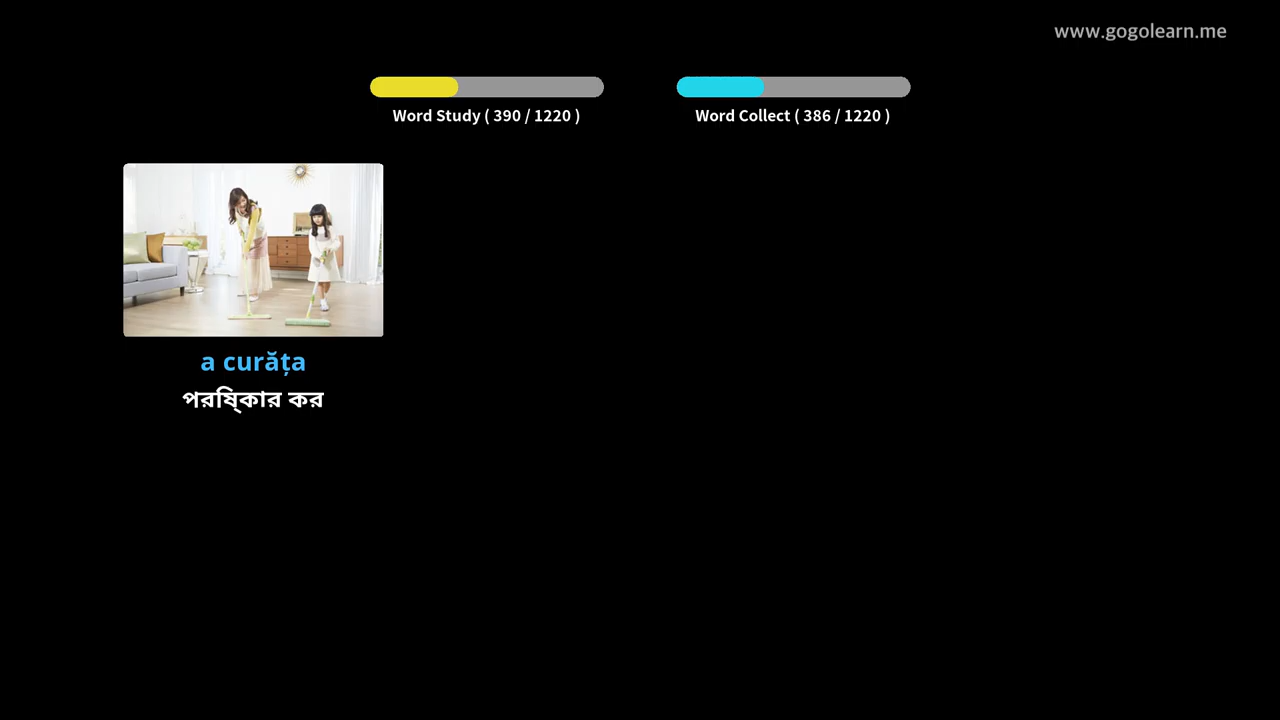 www.gogolearn.me
Word Study ( 390 / 1220 )
Word Collect ( 386 / 1220 )
a curăța
পরিষ্কার কর